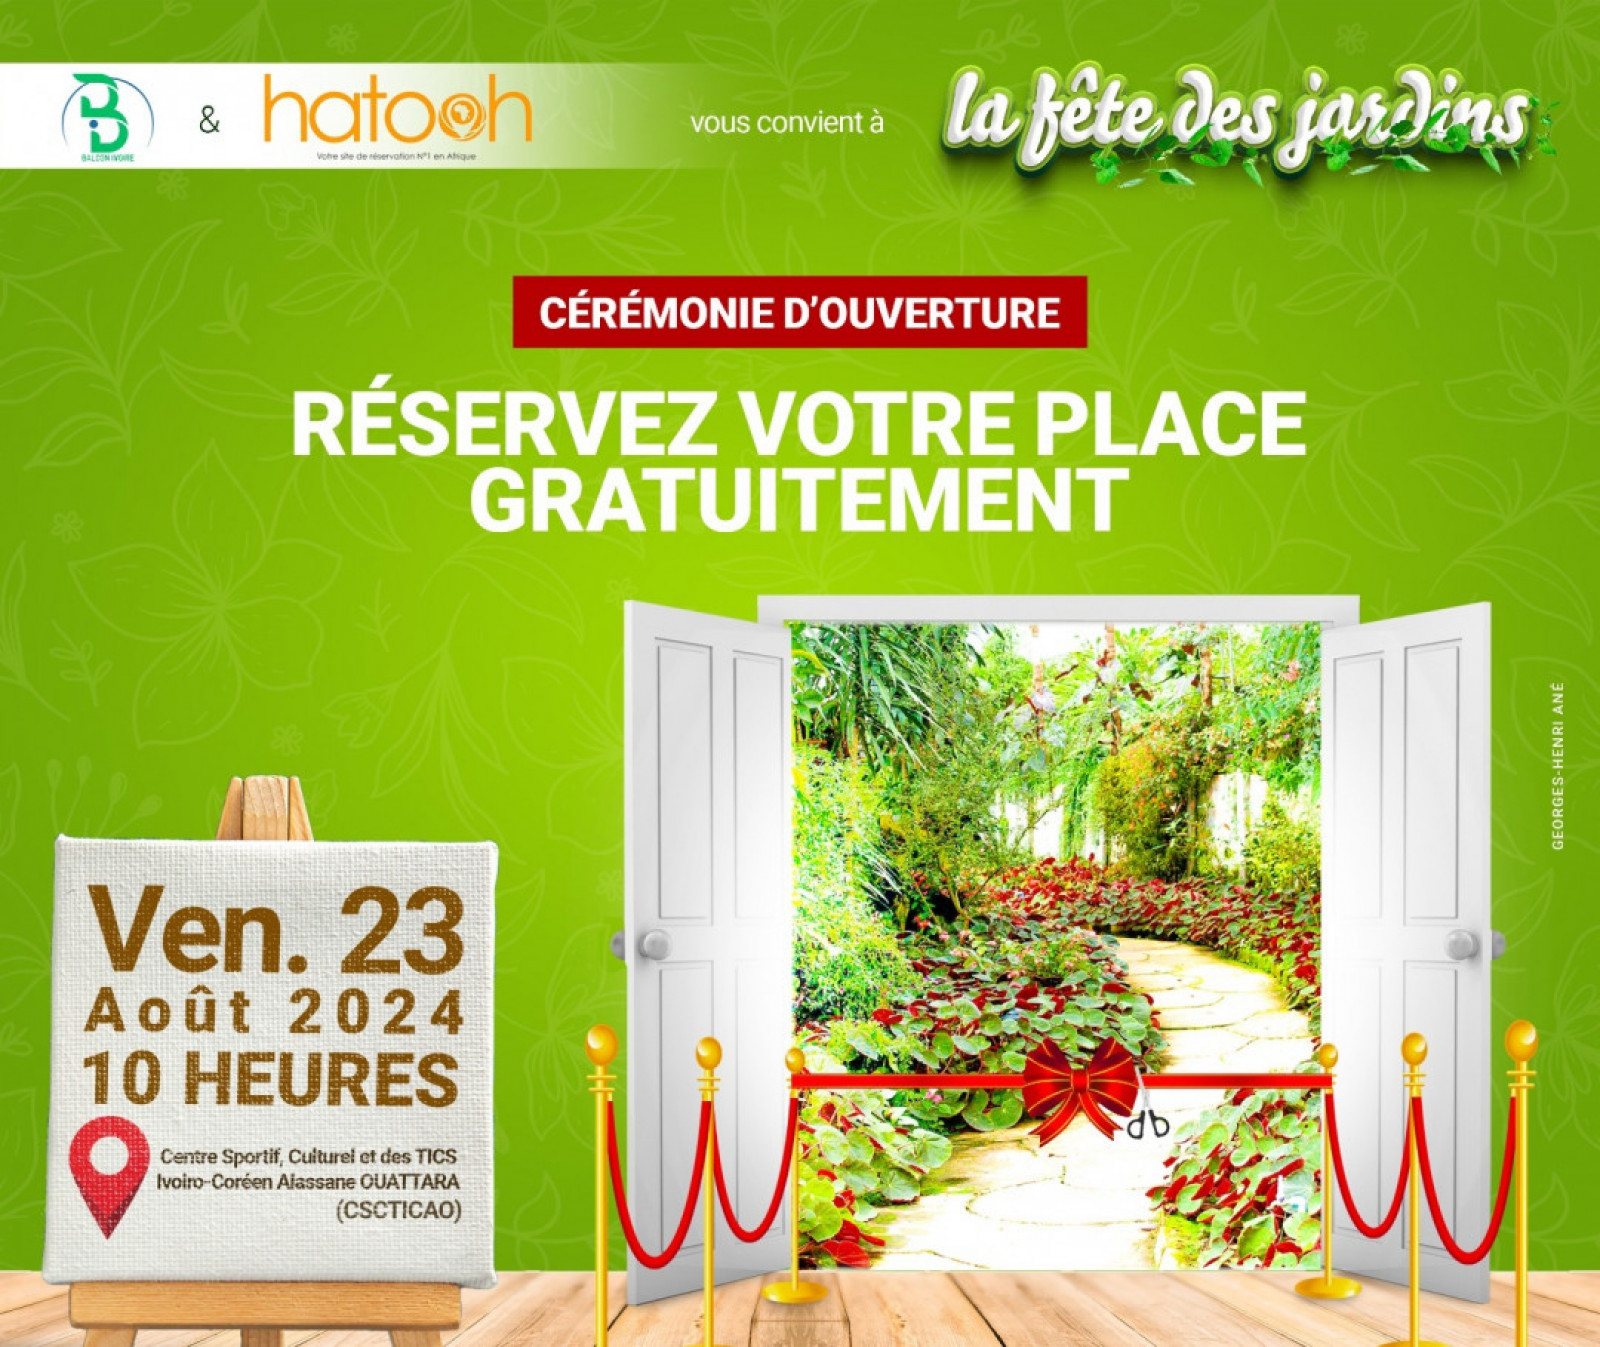 BALCON IVOIRE
&
hatooh
Votre site de réservation N°1 en Afrique
vous convient à
la fête des jardins
CÉRÉMONIE D'OUVERTURE
RÉSERVEZ VOTRE PLACE
GRATUITEMENT
GEORGES-HENRI ANÉ
Ven. 23
Août 2024
10 HEURES
Centre Sportif, Culturel et des TICS
Ivoiro-Coréen Alassane OUATTARA
(CSCTICAO)